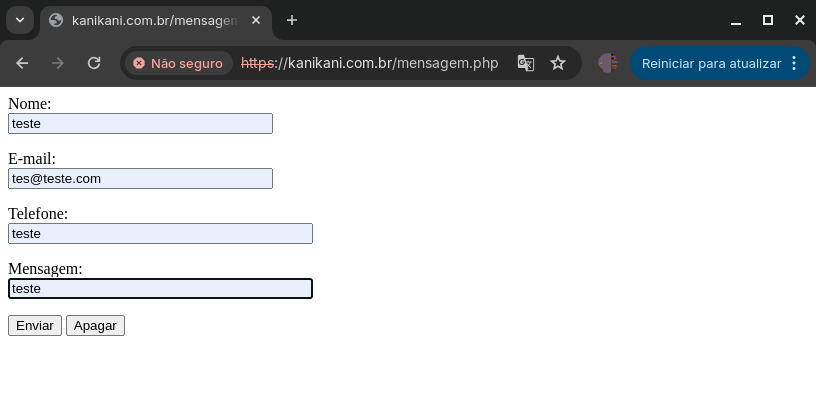 kanikani.com.br/mensagem
Não seguro https://kanikani.com.br/mensagem.php Reiniciar para atualizar
Nome:
teste
E-mail:
tes@teste.com
Telefone:
teste
Mensagem:
teste
Enviar Apagar